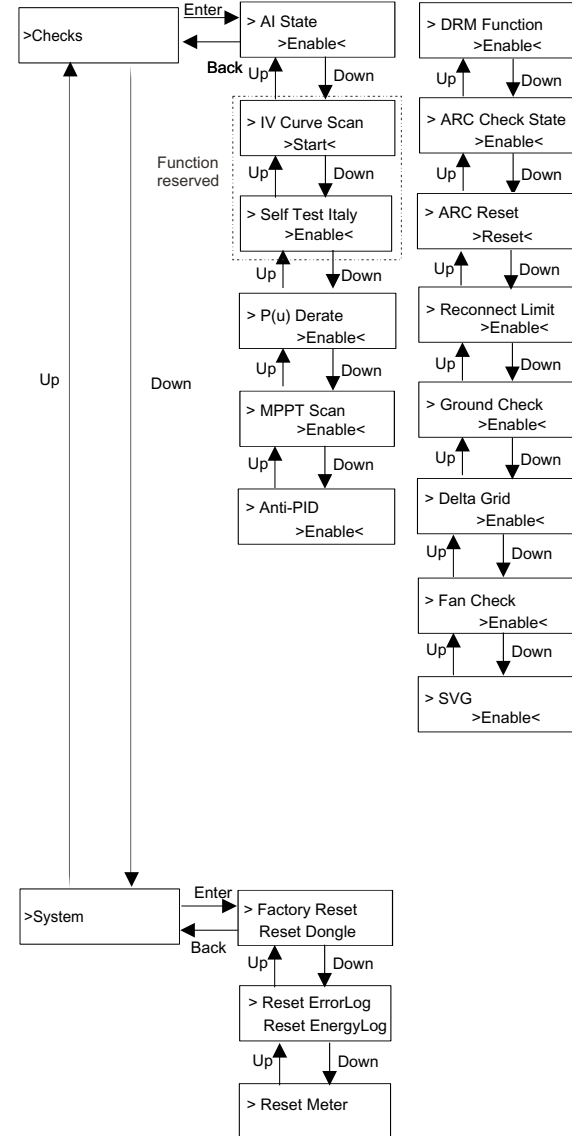 >Checks
Enter
Back
> AI State
>Enable<
Up
Down
Function
reserved
> IV Curve Scan
>Start<
Up
Down
> Self Test Italy
>Enable<
Up
Down
> P(u) Derate
>Enable<
Up
Down
> MPPT Scan
>Enable<
Up
Down
> Anti-PID
>Enable<
> DRM Function
>Enable<
Up
Down
> ARC Check State
>Enable<
Up
Down
> ARC Reset
>Reset<
Up
Down
> Reconnect Limit
>Enable<
Up
Down
> Ground Check
>Enable<
Up
Down
> Delta Grid
>Enable<
Up
Down
> Fan Check
>Enable<
Up
Down
> SVG
>Enable<
Up
Down
>System
Enter
Back
> Factory Reset
Reset Dongle
Up
Down
> Reset ErrorLog
Reset EnergyLog
Up
Down
> Reset Meter